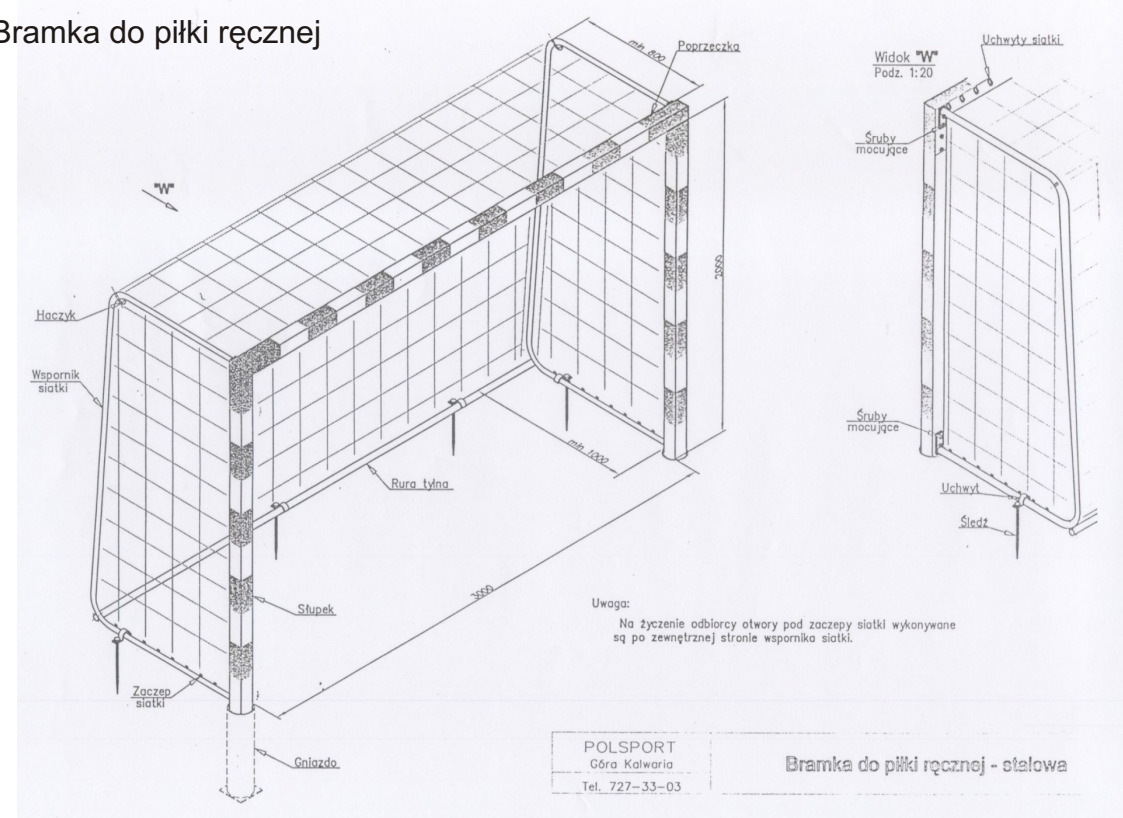 Bramka do piłki ręcznej
min 800
Poprzeczka
Widok "W"
Podz. 1:20
Uchwyty siatki
Śruby
mocujące
"W"
2000
Haczyk
Wspornik
siatki
Śruby
mocujące
min 1000
Rura tylna
Uchwyt
Śledź
3000
Słupek
Uwaga:
Na życzenie odbiorcy otwory pod zaczepy siatki wykonywane
są po zewnętrznej stronie wspornika siatki.
Zaczep
siatki
Gniazdo
POLSPORT
Góra Kalwaria
Tel. 727-33-03
Bramka do piłki ręcznej - stalowa